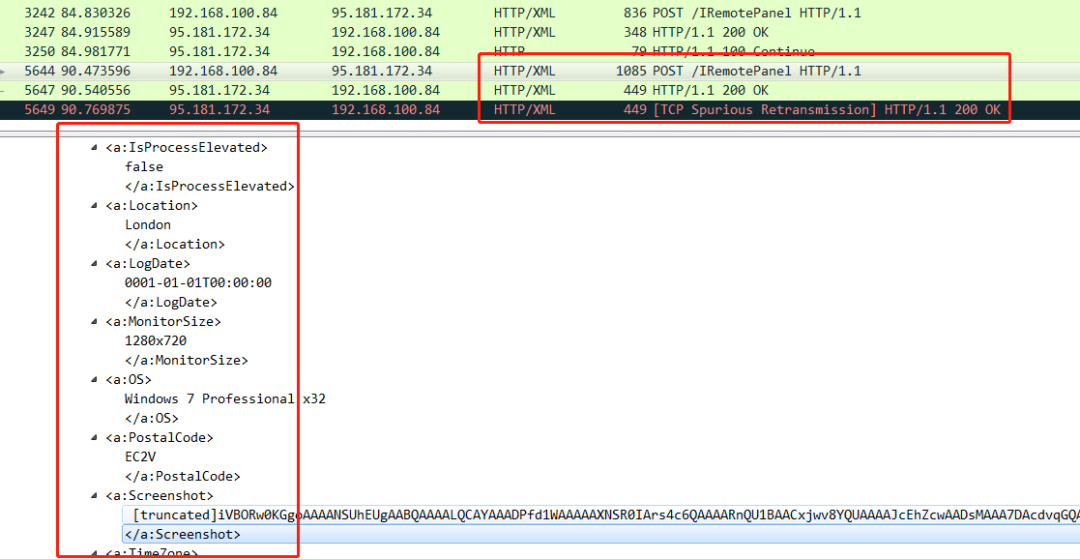 3242 84.830326 192.168.100.84 95.181.172.34 HTTP/XML 836 POST /IRemotePanel HTTP/1.1
3247 84.915589 95.181.172.34 192.168.100.84 HTTP/XML 348 HTTP/1.1 200 OK
3250 84.981771 95.181.172.34 192.168.100.84 HTTP 79 HTTP/1.1 100 Continue
5644 90.473596 192.168.100.84 95.181.172.34 HTTP/XML 1085 POST /IRemotePanel HTTP/1.1
5647 90.540556 95.181.172.34 192.168.100.84 HTTP/XML 449 HTTP/1.1 200 OK
5649 90.769875 95.181.172.34 192.168.100.84 HTTP/XML 449 [TCP Spurious Retransmission] HTTP/1.1 200 OK
<a:IsProcessElevated>
false
</a:IsProcessElevated>
<a:Location>
London
</a:Location>
<a:LogDate>
0001-01-01T00:00:00
</a:LogDate>
<a:MonitorSize>
1280x720
</a:MonitorSize>
<a:OS>
Windows 7 Professional x32
</a:OS>
<a:PostalCode>
EC2V
</a:PostalCode>
<a:Screenshot>
[truncated]iVBORw0KGgoAAAANSUhEUgAABQAAAALQCAYAAADPfd1WAAAAAXNSR0IArs4c6QAAAARnQU1BAACxjwv8YQUAAAAJcEhZcwAADsMAAA7DAcdvqGQA
</a:Screenshot>
<a:TimeZone>